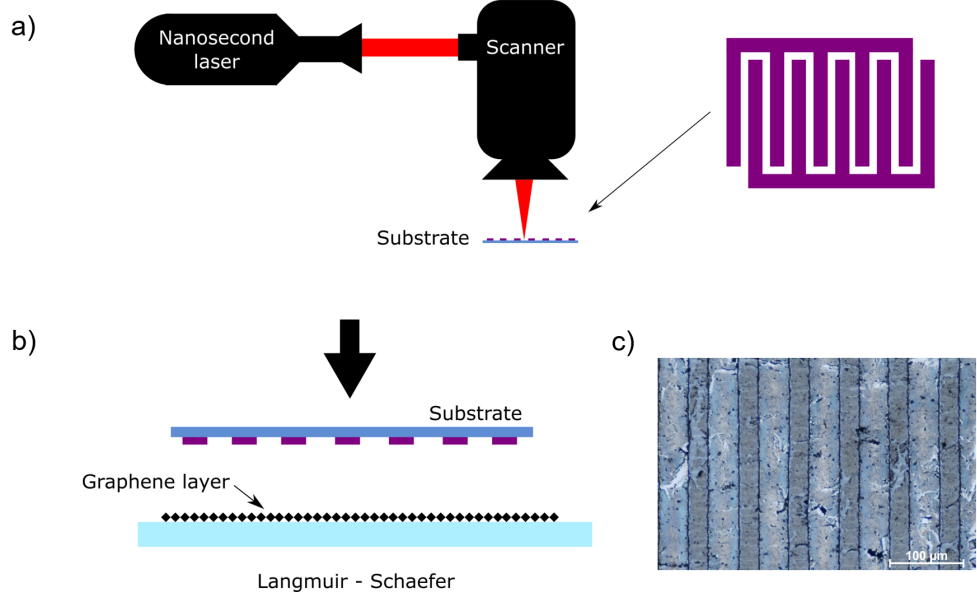 a)
Nanosecond
laser
Scanner
Substrate
b)
c)
Substrate
Graphene layer
100 µm
Langmuir - Schaefer